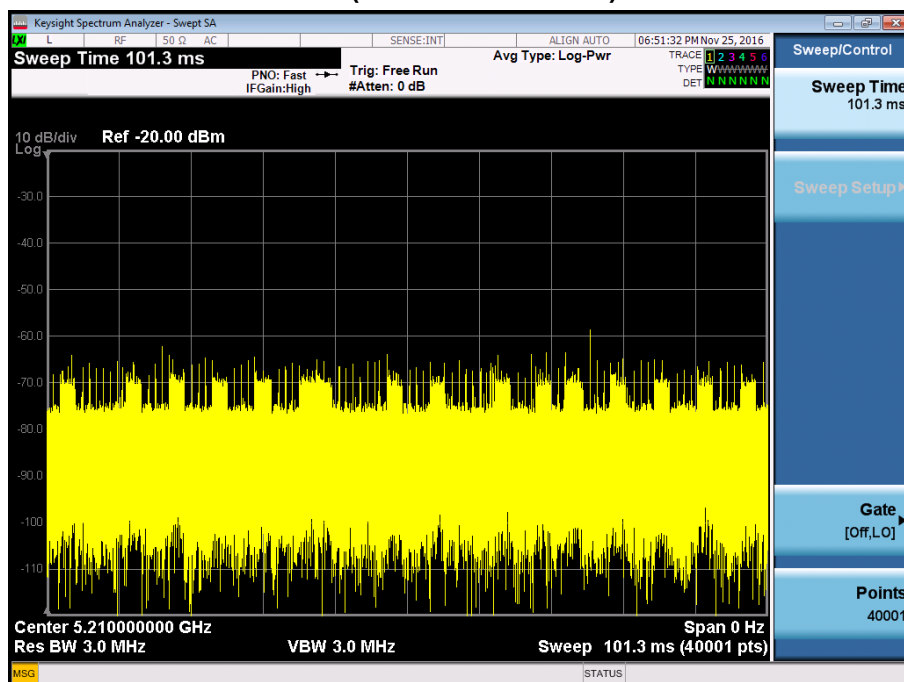 Keysight Spectrum Analyzer - Swept SA
LXI L RF 50 Ω AC SENSE:INT ALIGN AUTO 06:51:32 PM Nov 25, 2016
Sweep Time 101.3 ms
PNO: Fast
IFGain:High
Trig: Free Run
#Atten: 0 dB
Avg Type: Log-Pwr
TRACE 1 2 3 4 5 6
TYPE WWWWWW
DET N N N N N N
10 dB/div Ref -20.00 dBm
Log
-30.0
-40.0
-50.0
-60.0
-70.0
-80.0
-90.0
-100
-110
Center 5.210000000 GHz
Span 0 Hz
Res BW 3.0 MHz
VBW 3.0 MHz
Sweep 101.3 ms (40001 pts)
MSG
STATUS
Sweep/Control
Sweep Time
101.3 ms
Sweep Setup
Gate
[Off,LO]
Points
40001